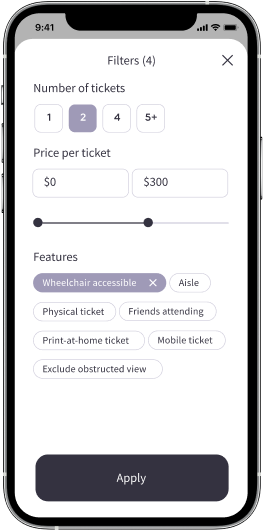 9:41
Filters (4)
Number of tickets
1 2 4 5+
Price per ticket
$0 $300
Features
Wheelchair accessible Aisle
Physical ticket Friends attending
Print-at-home ticket Mobile ticket
Exclude obstructed view
Apply